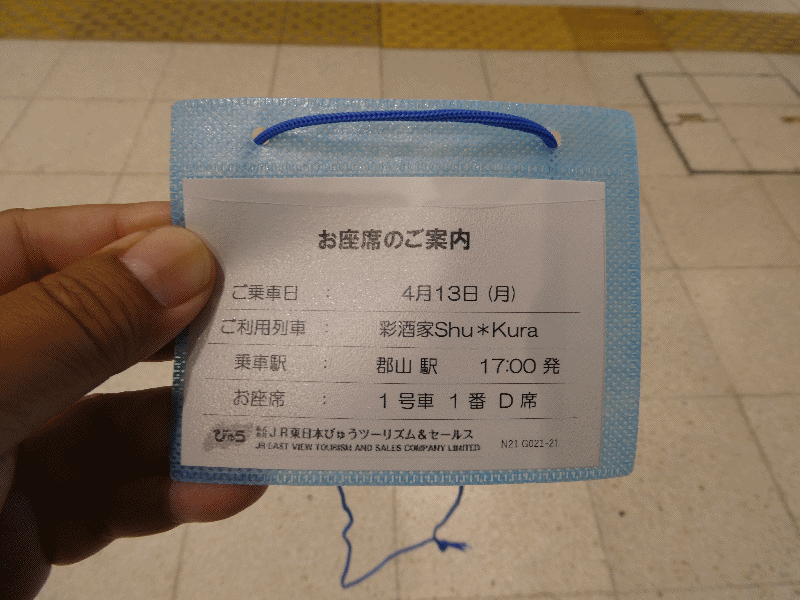 お座席のご案内
ご乗車日 : 4月13日 (月)
ご利用列車 : 彩酒家Shu＊Kura
乗車駅 : 郡山 駅 17:00 発
お座席 : 1 号車 1 番 D 席
びゅう 株式会社 JR東日本びゅうツーリズム＆セールス
JR EAST VIEW TOURISM AND SALES COMPANY LIMITED N21 G021-21